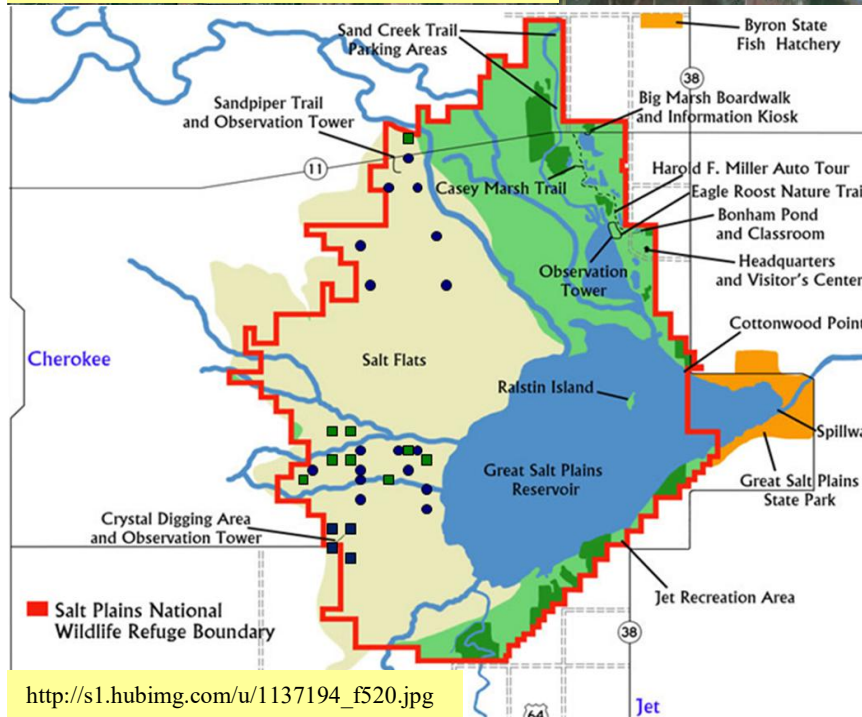 Sand Creek Trail
Parking Areas
Byron State
Fish Hatchery
38
Sandpiper Trail
and Observation Tower
Big Marsh Boardwalk
and Information Kiosk
11
Casey Marsh Trail
Harold F. Miller Auto Tour
Eagle Roost Nature Trai
Bonham Pond
and Classroom
Observation
Tower
Headquarters
and Visitor's Center
Cottonwood Point
Cherokee
Salt Flats
Ralstin Island
Spillwa
Great Salt Plains
Reservoir
Great Salt Plains
State Park
Crystal Digging Area
and Observation Tower
Jet Recreation Area
Salt Plains National
Wildlife Refuge Boundary
38
http://s1.hubimg.com/u/1137194_f520.jpg
64
Jet